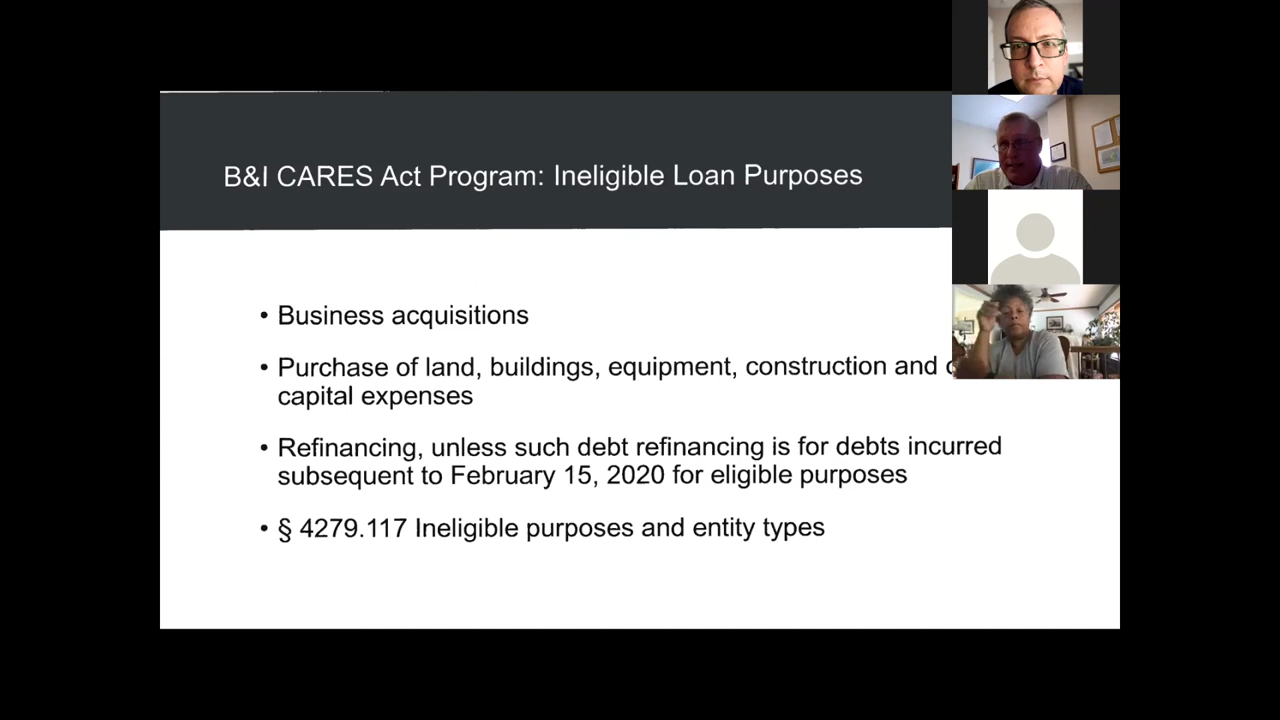 B&I CARES Act Program: Ineligible Loan Purposes
• Business acquisitions
• Purchase of land, buildings, equipment, construction and
capital expenses
• Refinancing, unless such debt refinancing is for debts incurred
subsequent to February 15, 2020 for eligible purposes
• § 4279.117 Ineligible purposes and entity types